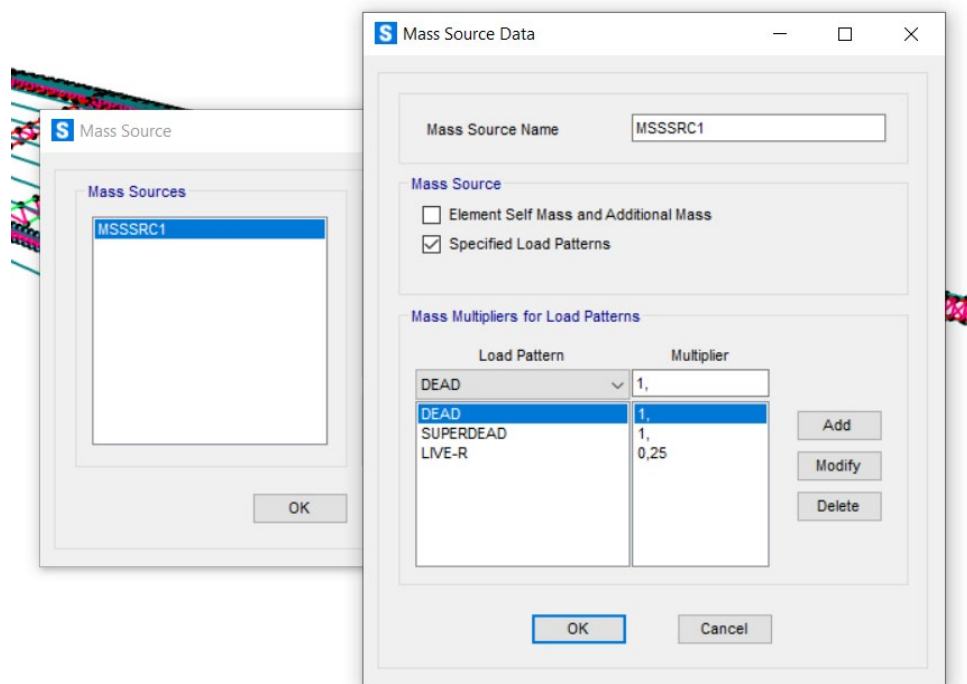 S Mass Source Data
S Mass Source
Mass Sources
MSSSRC1
OK
Mass Source Name MSSSRC1
Mass Source
Element Self Mass and Additional Mass
Specified Load Patterns
Mass Multipliers for Load Patterns
Load Pattern Multiplier
DEAD 1,
DEAD 1,
SUPERDEAD 1,
LIVE-R 0,25
Add
Modify
Delete
OK Cancel